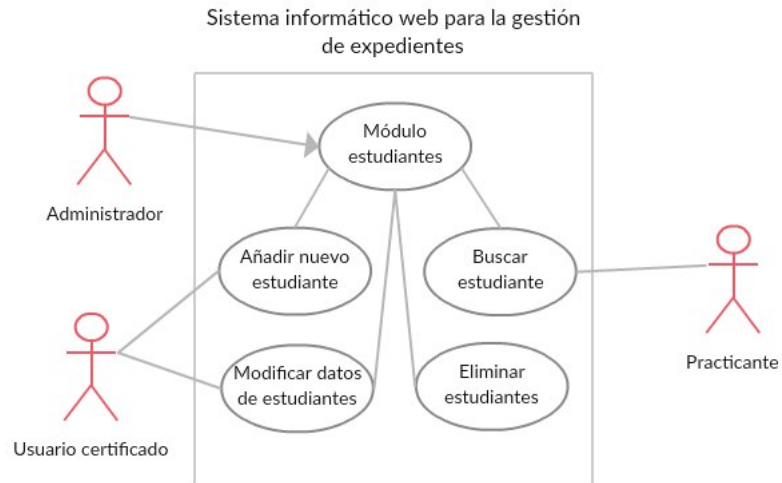 Sistema informático web para la gestión
de expedientes
Módulo
estudiantes
Administrador
Añadir nuevo
estudiante
Buscar
estudiante
Practicante
Modificar datos
de estudiantes
Eliminar
estudiantes
Usuario certificado